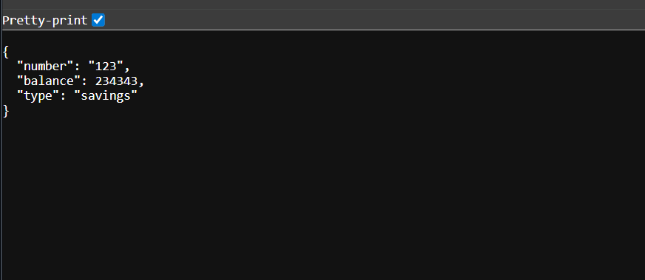 Pretty-print
{
  "number": "123",
  "balance": 234343,
  "type": "savings"
}